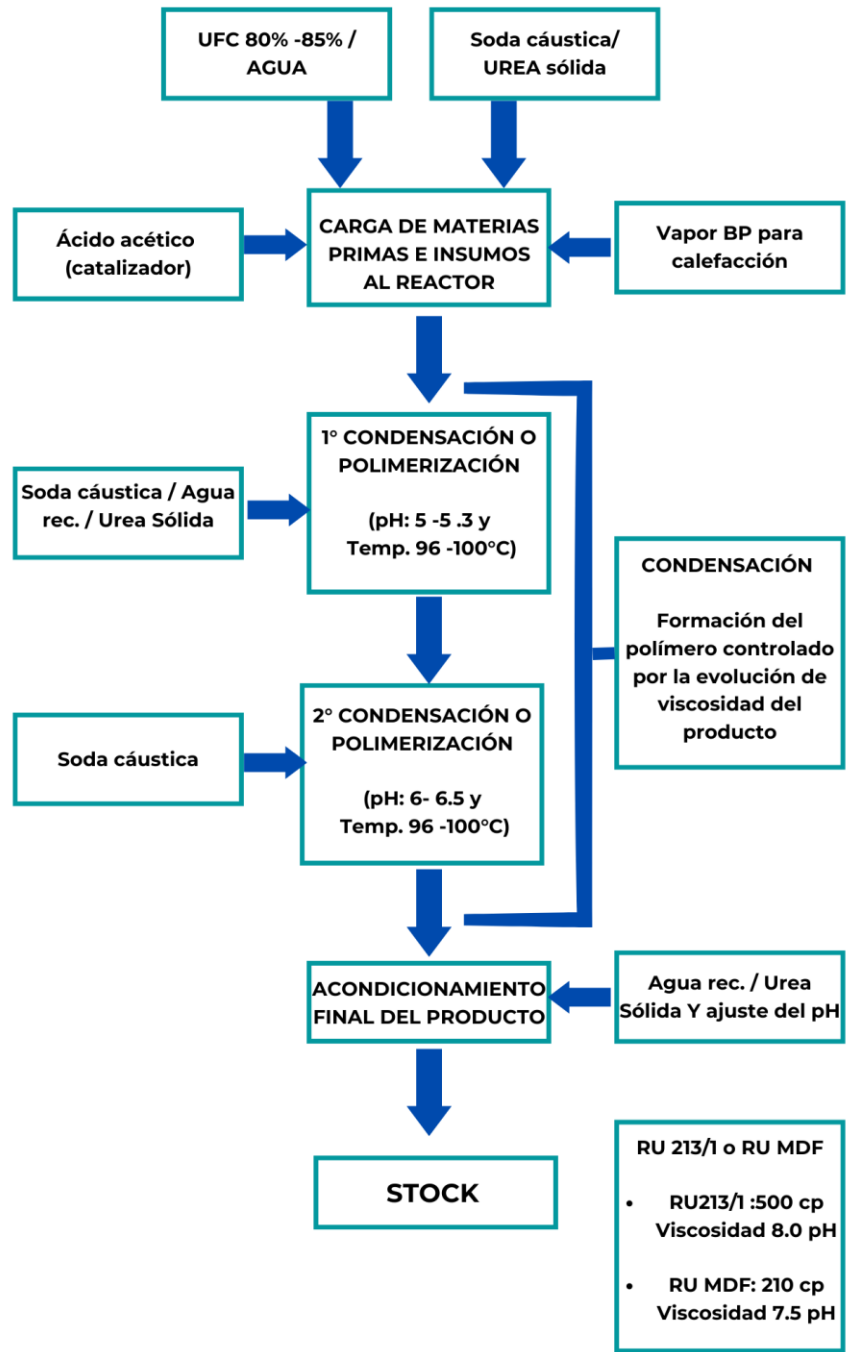 UFC 80% -85% /
AGUA
Soda cáustica/
UREA sólida
Ácido acético
(catalizador)
CARGA DE MATERIAS
PRIMAS E INSUMOS
AL REACTOR
Vapor BP para
calefacción
1° CONDENSACIÓN O
POLIMERIZACIÓN
(pH: 5 -5 .3 y
Temp. 96 -100°C)
Soda cáustica / Agua
rec. / Urea Sólida
CONDENSACIÓN
Formación del
polímero controlado
por la evolución de
viscosidad del
producto
2° CONDENSACIÓN O
POLIMERIZACIÓN
(pH: 6- 6.5 y
Temp. 96 -100°C)
Soda cáustica
ACONDICIONAMIENTO
FINAL DEL PRODUCTO
Agua rec. / Urea
Sólida Y ajuste del pH
STOCK
RU 213/1 o RU MDF
• RU213/1 :500 cp
Viscosidad 8.0 pH
• RU MDF: 210 cp
Viscosidad 7.5 pH